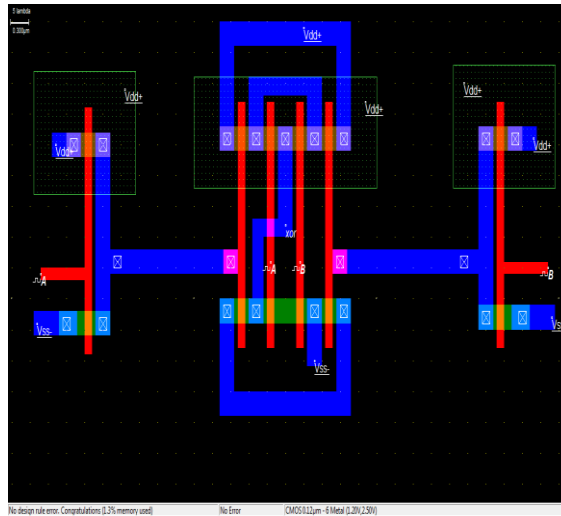 5 lambda
0.300µm
Vdd+
Vdd+
Vdd+
Vdd+
Vdd+
Vdd+
xor
A
B
A
B
Vss-
Vss-
Vs
No design rule error. Congratulations (1.3% memory used) No Error CMOS 0.12µm - 6 Metal (1.20V,2.50V)